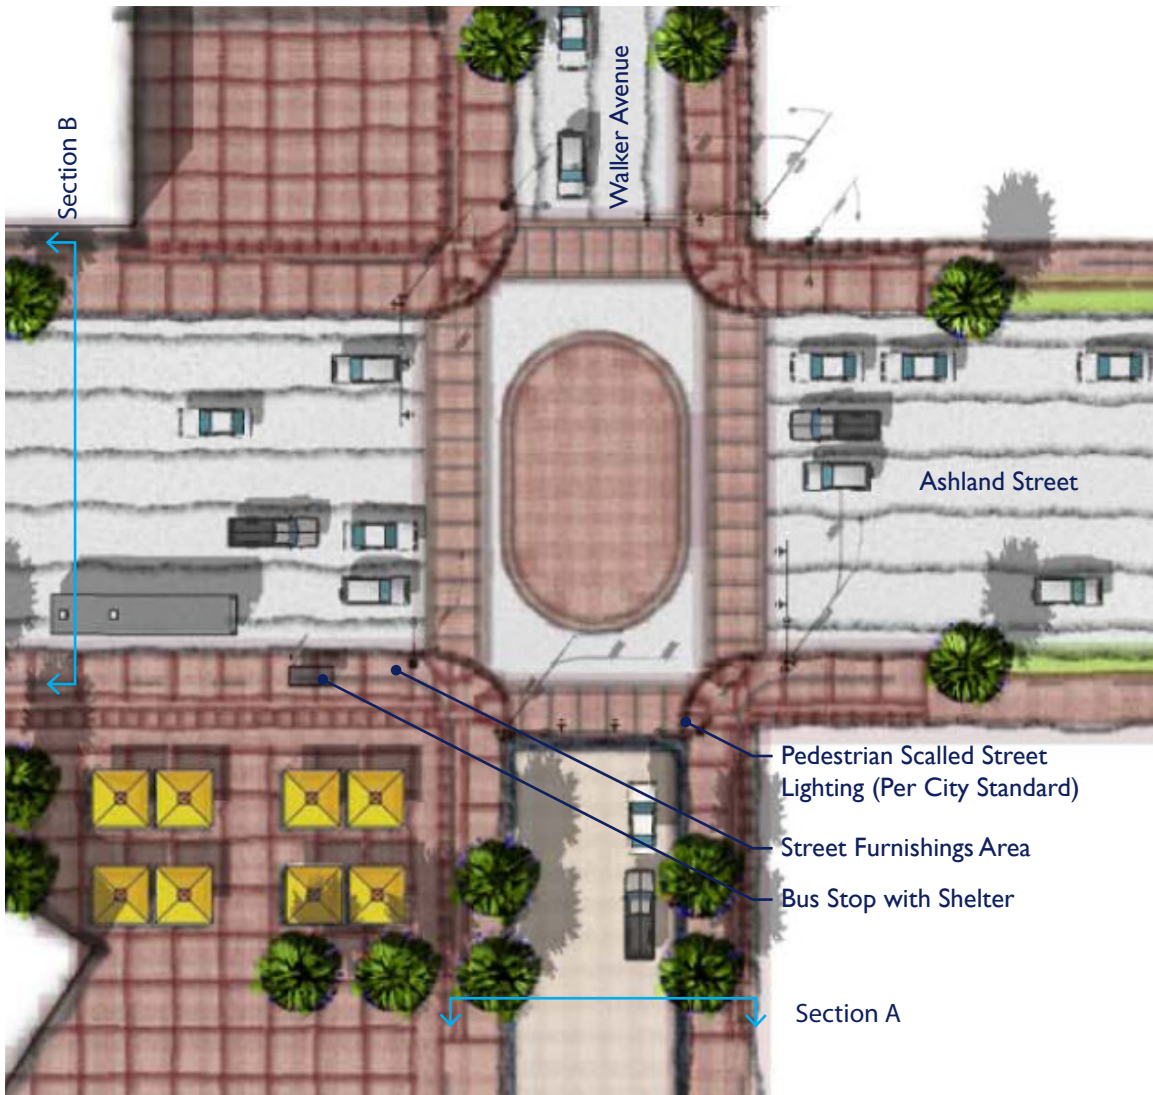 Walker Avenue
Section B
Ashland Street
Pedestrian Scalled Street
Lighting (Per City Standard)
Street Furnishings Area
Bus Stop with Shelter
Section A